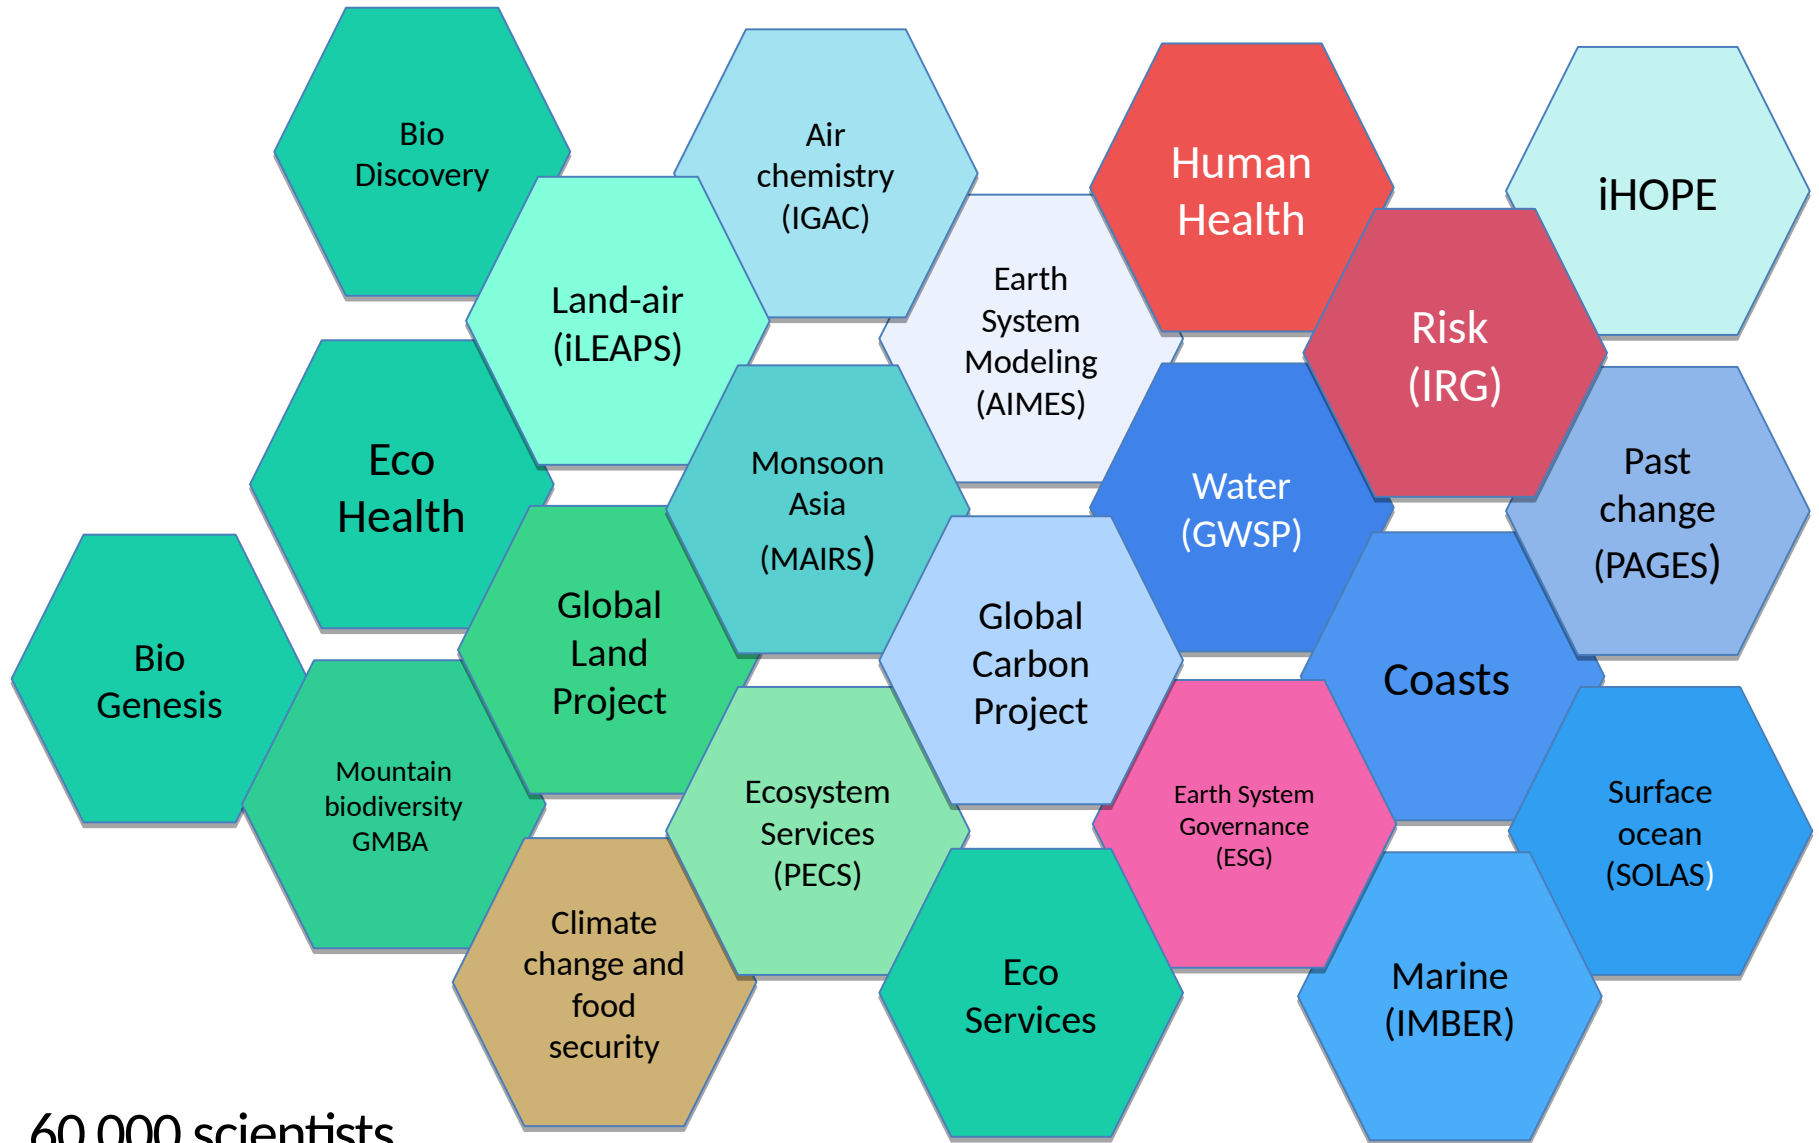 Bio
Discovery
Air
chemistry
(IGAC)
Human
Health
iHOPE
Land-air
(iLEAPS)
Earth
System
Modeling
(AIMES)
Risk
(IRG)
Eco
Health
Monsoon
Asia
(MAIRS)
Water
(GWSP)
Past
change
(PAGES)
Bio
Genesis
Global
Land
Project
Global
Carbon
Project
Coasts
Mountain
biodiversity
GMBA
Ecosystem
Services
(PECS)
Earth System
Governance
(ESG)
Surface
ocean
(SOLAS)
Climate
change and
food
security
Eco
Services
Marine
(IMBER)
60,000 scientists